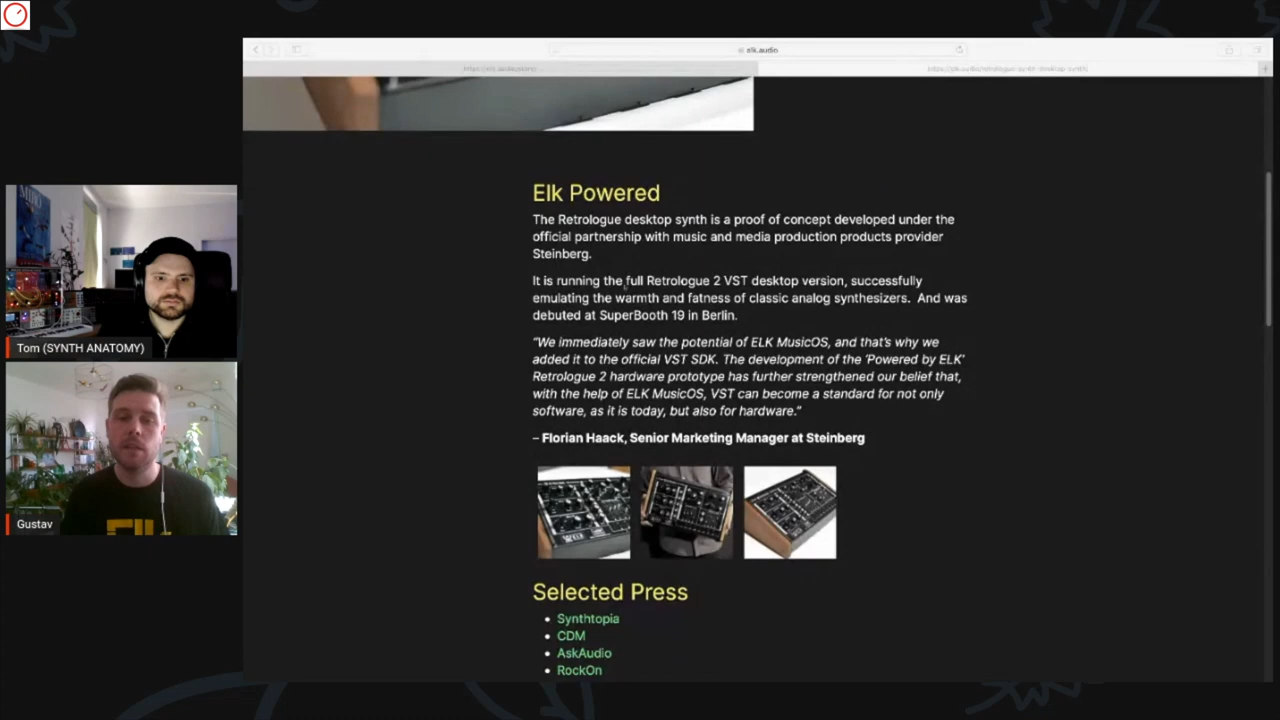 elk.audio
Elk Powered
The Retrologue desktop synth is a proof of concept developed under the
official partnership with music and media production products provider
Steinberg.
It is running the full Retrologue 2 VST desktop version, successfully
emulating the warmth and fatness of classic analog synthesizers. And was
debuted at SuperBooth 19 in Berlin.
“We immediately saw the potential of ELK MusicOS, and that’s why we
added it to the official VST SDK. The development of the ‘Powered by ELK’
Retrologue 2 hardware prototype has further strengthened our belief that,
with the help of ELK MusicOS, VST can become a standard for not only
software, as it is today, but also for hardware.”
– Florian Haack, Senior Marketing Manager at Steinberg
Selected Press
Synthtopia
CDM
AskAudio
RockOn
Tom (SYNTH ANATOMY)
Gustav